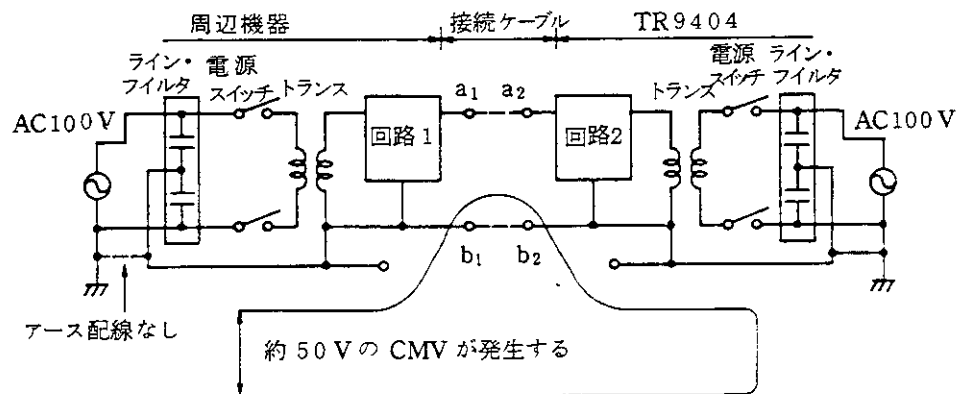 周辺機器
接続ケーブル
TR9404
ライン・
フイルタ
電源
スイッチ
トランス
a₁
a₂
トランス
電源
スイッチ
ライン・
フイルタ
AC100V
回路1
回路2
AC100V
b₁
b₂
アース配線なし
約50VのCMVが発生する